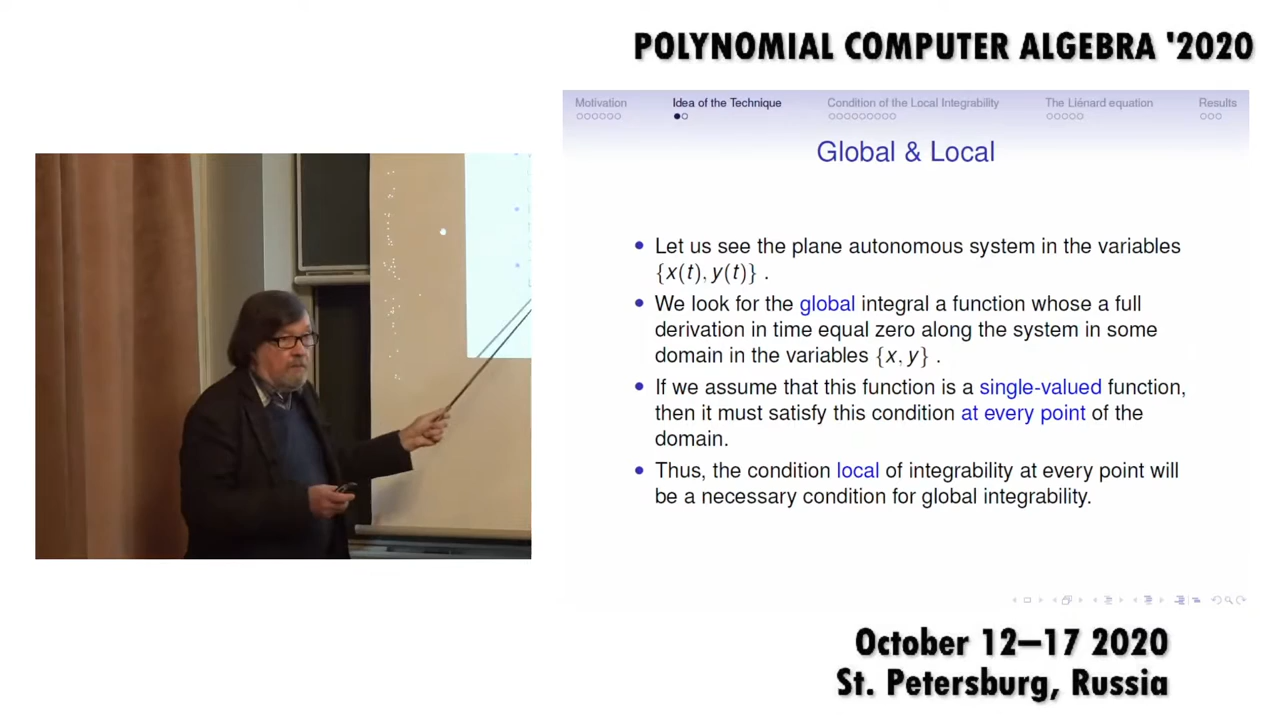 POLYNOMIAL COMPUTER ALGEBRA '2020
Motivation Idea of the Technique Condition of the Local Integrability The Liénard equation Results
Global & Local
• Let us see the plane autonomous system in the variables
{x(t), y(t)} .
• We look for the global integral a function whose a full
derivation in time equal zero along the system in some
domain in the variables {x, y} .
• If we assume that this function is a single-valued function,
then it must satisfy this condition at every point of the
domain.
• Thus, the condition local of integrability at every point will
be a necessary condition for global integrability.
October 12–17 2020
St. Petersburg, Russia